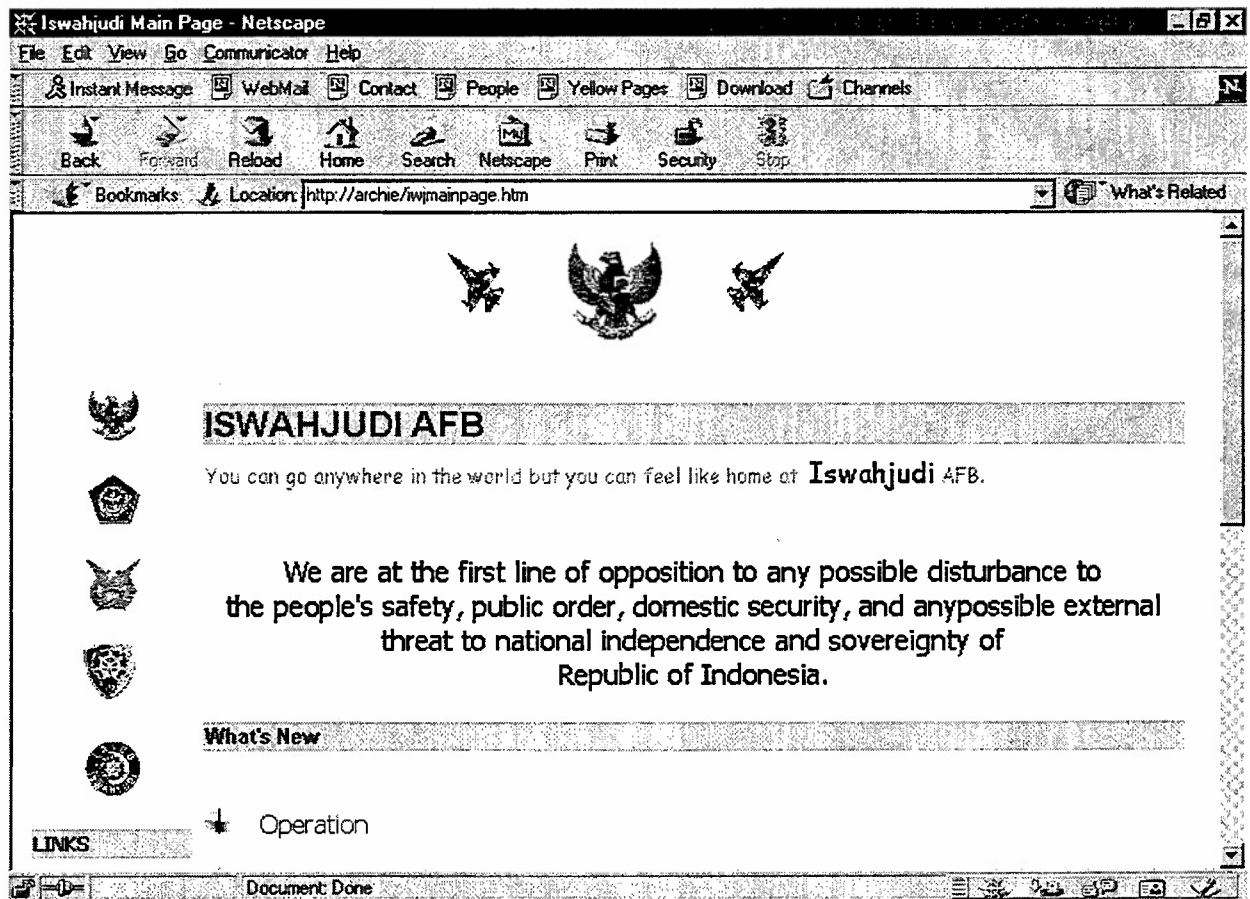 Iswahjudi Main Page - Netscape
File Edit View Go Communicator Help
Instant Message WebMail Contact People Yellow Pages Download Channels
N
My
Back Forward Reload Home Search Netscape Print Security Stop
Bookmarks Location: http://archie/iwjmainpage.htm What's Related
ISWAHJUDI AFB
You can go anywhere in the world but you can feel like home at Iswahjudi AFB.
We are at the first line of opposition to any possible disturbance to
the people's safety, public order, domestic security, and anypossible external
threat to national independence and sovereignty of
Republic of Indonesia.
What's New
Operation
LINKS
Document: Done